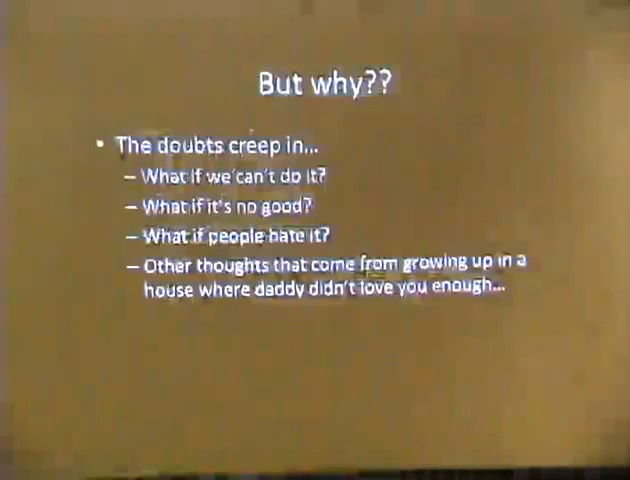 But why??
• The doubts creep in...
– What if we can't do it?
– What if it's no good?
– What if people hate it?
– Other thoughts that come from growing up in a
house where daddy didn't love you enough...